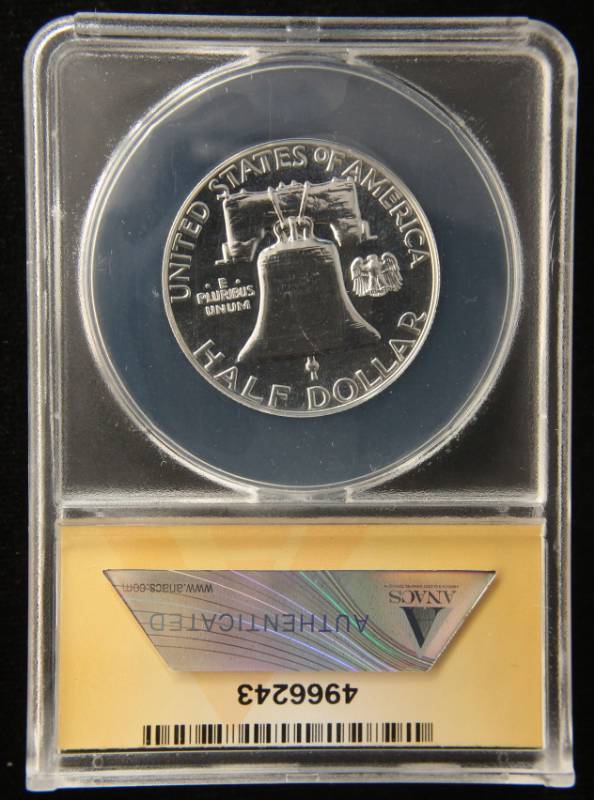 UNITED STATES OF AMERICA
· E ·
PLURIBUS
UNUM
HALF DOLLAR
www.anacs.com
ANACS
AUTHENTICATED
4966243